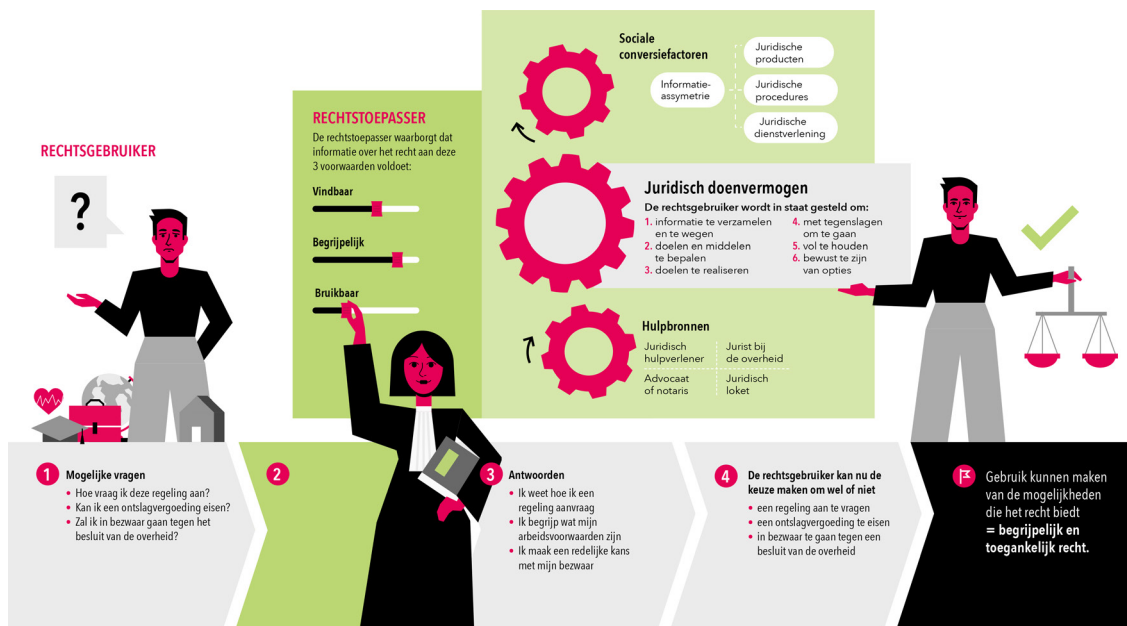 RECHTSGEBRUIKER
?
RECHTSTOEPASSER
De rechtstoepasser waarborgt dat
informatie over het recht aan deze
3 voorwaarden voldoet:
Vindbaar
Begrijpelijk
Bruikbaar
Sociale
conversiefactoren
Informatie-
assymetrie
Juridische
producten
Juridische
procedures
Juridische
dienstverlening
Juridisch doenvermogen
De rechtsgebruiker wordt in staat gesteld om:
1. informatie te verzamelen
en te wegen
2. doelen en middelen
te bepalen
3. doelen te realiseren
4. met tegenslagen
om te gaan
5. vol te houden
6. bewust te zijn
van opties
Hulpbronnen
Juridisch
hulpverlener
Jurist bij
de overheid
Advocaat
of notaris
Juridisch
loket
1 Mogelijke vragen
• Hoe vraag ik deze regeling aan?
• Kan ik een ontslagvergoeding eisen?
• Zal ik in bezwaar gaan tegen het
besluit van de overheid?
2
3 Antwoorden
• Ik weet hoe ik een
regeling aanvraag
• Ik begrijp wat mijn
arbeidsvoorwaarden zijn
• Ik maak een redelijke kans
met mijn bezwaar
4 De rechtsgebruiker kan nu de
keuze maken om wel of niet
• een regeling aan te vragen
• een ontslagvergoeding te eisen
• in bezwaar te gaan tegen een
besluit van de overheid
Gebruik kunnen maken
van de mogelijkheden
die het recht biedt
= begrijpelijk en
toegankelijk recht.